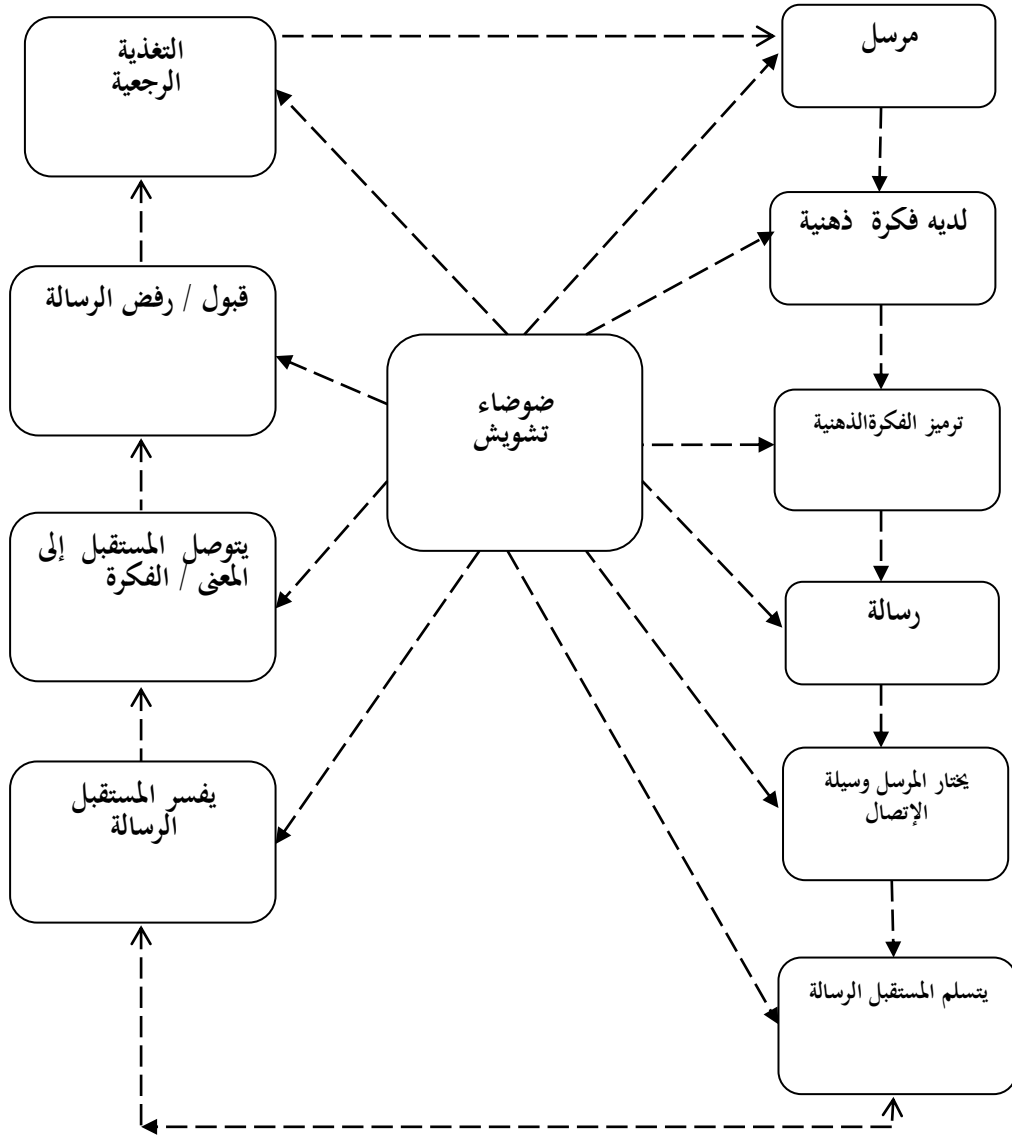 مرسل
لديه فكرة ذهنية
ترميز الفكرةالذهنية
رسالة
يختار المرسل وسيلة
الإتصال
يتسلم المستقبل الرسالة
يفسر المستقبل
الرسالة
يتوصل المستقبل إلى
المعنى / الفكرة
قبول / رفض الرسالة
التغذية
الرجعية
ضوضاء
تشويش